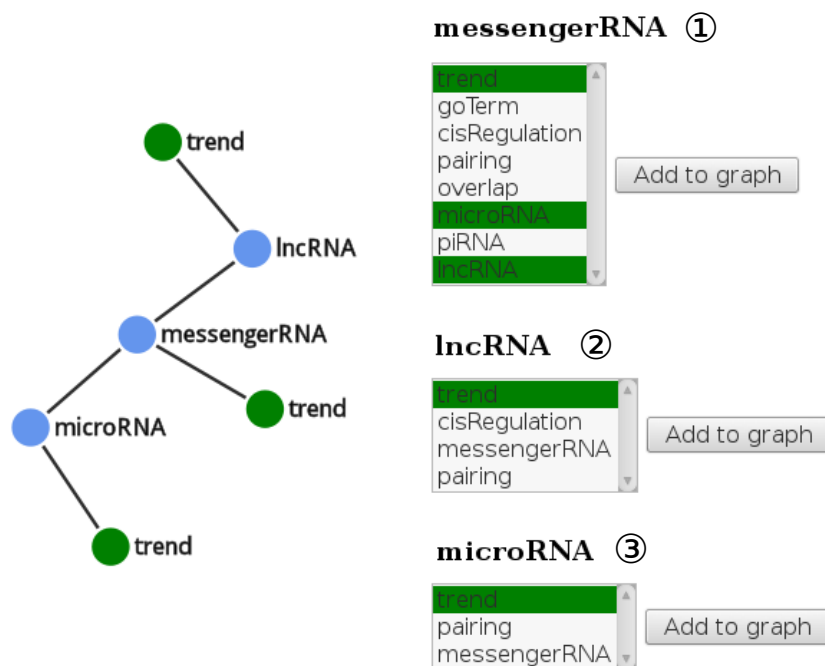 trend
lncRNA
messengerRNA
trend
microRNA
trend
messengerRNA ①
trend
goTerm
cisRegulation
pairing
overlap
microRNA
piRNA
lncRNA
Add to graph
lncRNA ②
trend
cisRegulation
messengerRNA
pairing
Add to graph
microRNA ③
trend
pairing
messengerRNA
Add to graph